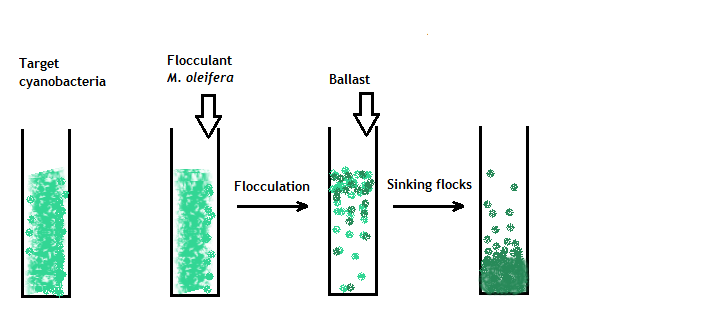 Target
cyanobacteria
Flocculant
M. oleifera
Ballast
Flocculation
Sinking flocks